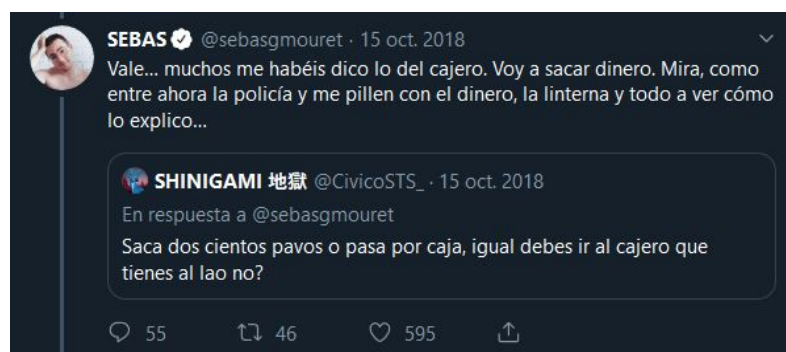 SEBAS @sebasgmouret · 15 oct. 2018
Vale... muchos me habéis dico lo del cajero. Voy a sacar dinero. Mira, como
entre ahora la policía y me pillen con el dinero, la linterna y todo a ver cómo
lo explico...
SHINIGAMI 地獄 @CivicoSTS_ · 15 oct. 2018
En respuesta a @sebasgmouret
Saca dos cientos pavos o pasa por caja, igual debes ir al cajero que
tienes al lao no?
55 46 595